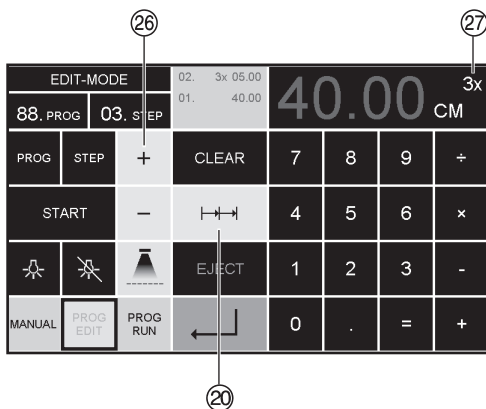 26 27
EDIT-MODE 02. 3x 05.00 40.00 3x
88. PROG 03. STEP 01. 40.00 CM
PROG STEP + CLEAR 7 8 9 ÷
START − 4 5 6 ×
EJECT 1 2 3 -
MANUAL PROG EDIT PROG RUN 0 . = +
20